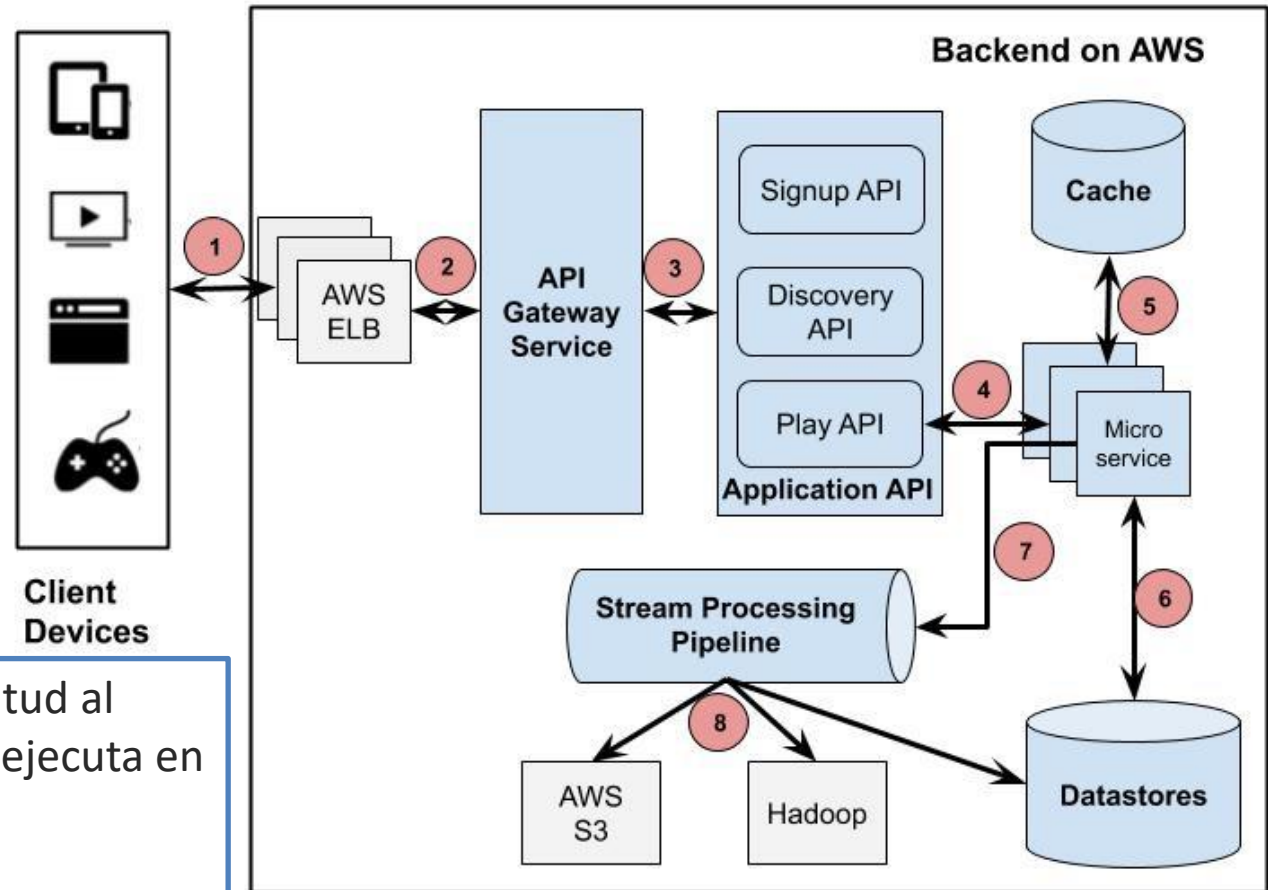 Backend on AWS
Client
Devices
1
AWS
ELB
2
API
Gateway
Service
3
Signup API
Discovery
API
Play API
Application API
4
Micro
service
5
Cache
6
Datastores
7
Stream Processing
Pipeline
8
AWS
S3
Hadoop
tud al
ejecuta en